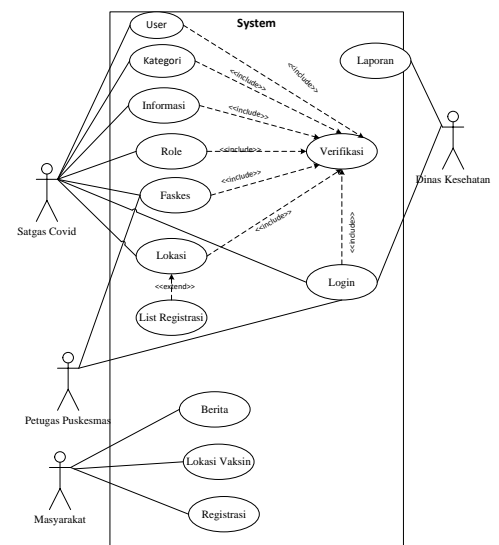 System
User
Laporan
Kategori
<<include>>
<<include>>
Informasi
<<include>>
Role
<<include>>
Verifikasi
Dinas Kesehatan
Satgas Covid
Faskes
<<include>>
<<include>>
<<include>>
Lokasi
Login
<<extend>>
List Registrasi
Petugas Puskesmas
Berita
Lokasi Vaksin
Masyarakat
Registrasi